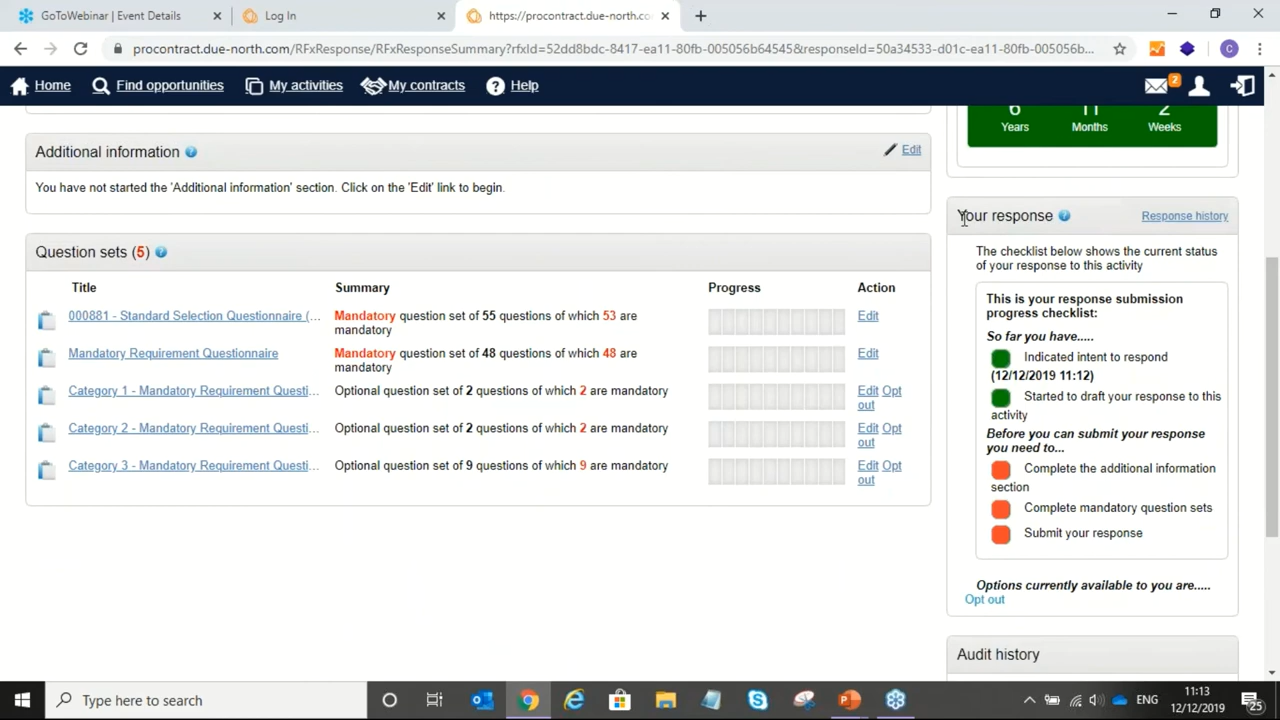 GoToWebinar | Event Details
Log In
https://procontract.due-north.co
procontract.due-north.com/RFxResponse/RFxResponseSummary?rfxId=52dd8bdc-8417-ea11-80fb-005056b64545&responseId=50a34533-d01c-ea11-80fb-005056b...
C
Home
Find opportunities
My activities
My contracts
Help
2
6 11 2
Years Months Weeks
Additional information
Edit
You have not started the 'Additional information' section. Click on the 'Edit' link to begin.
Question sets (5)
Title Summary Progress Action
000881 - Standard Selection Questionnaire (... Mandatory question set of 55 questions of which 53 are Edit
mandatory
Mandatory Requirement Questionnaire Mandatory question set of 48 questions of which 48 are Edit
mandatory
Category 1 - Mandatory Requirement Questi... Optional question set of 2 questions of which 2 are mandatory Edit Opt
out
Category 2 - Mandatory Requirement Questi... Optional question set of 2 questions of which 2 are mandatory Edit Opt
out
Category 3 - Mandatory Requirement Questi... Optional question set of 9 questions of which 9 are mandatory Edit Opt
out
Your response
Response history
The checklist below shows the current status
of your response to this activity
This is your response submission
progress checklist:
So far you have.....
Indicated intent to respond
(12/12/2019 11:12)
Started to draft your response to this
activity
Before you can submit your response
you need to...
Complete the additional information
section
Complete mandatory question sets
Submit your response
Options currently available to you are.....
Opt out
Audit history
Type here to search
ENG
11:13
12/12/2019
25